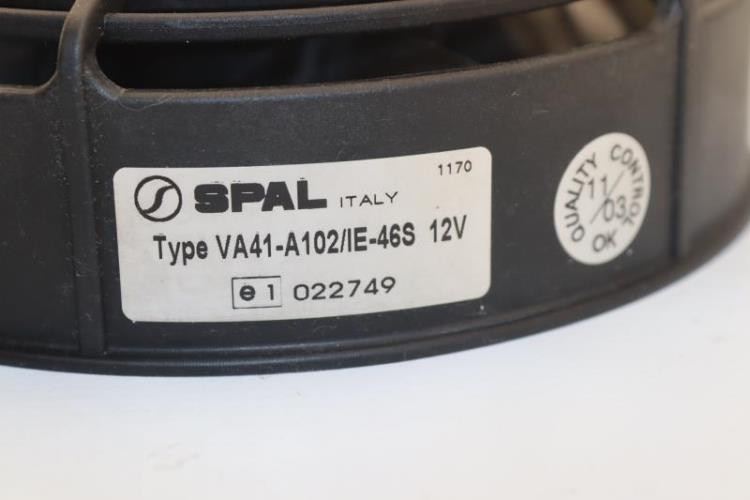 1170
SPAL ITALY
Type VA41-A102/IE-46S 12V
e 1 022749
QUALITY CONTROL
11/03
OK